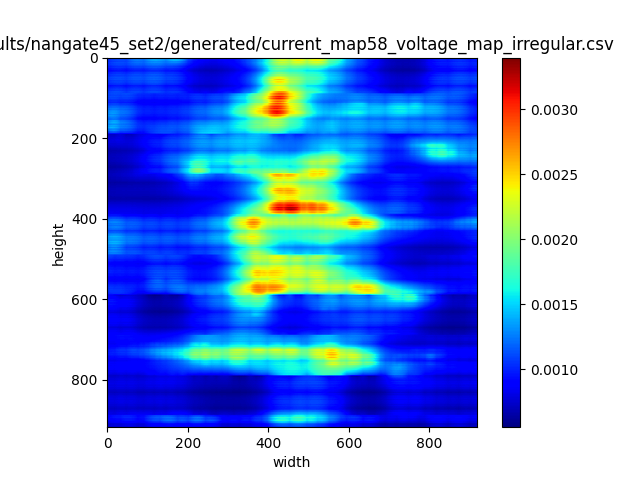 ults/nangate45_set2/generated/current_map58_voltage_map_irregular.csv
0
200
400
600
800
height
0 200 400 600 800
width
0.0030
0.0025
0.0020
0.0015
0.0010